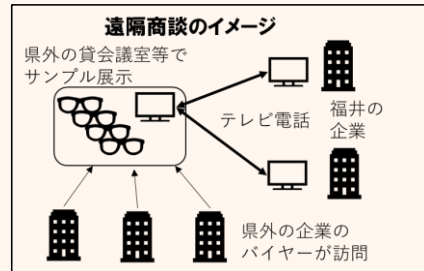 遠隔商談のイメージ
県外の貸会議室等で
サンプル展示
テレビ電話
福井の
企業
県外の企業の
バイヤーが訪問